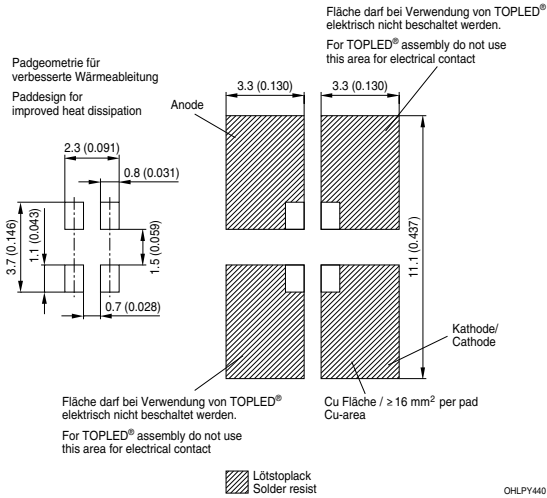 Fläche darf bei Verwendung von TOPLED®
elektrisch nicht beschaltet werden.
For TOPLED® assembly do not use
this area for electrical contact
Padgeometrie für
verbesserte Wärmeableitung
Paddesign for
improved heat dissipation
Anode
3.3 (0.130)
3.3 (0.130)
2.3 (0.091)
0.8 (0.031)
3.7 (0.146)
1.1 (0.043)
1.5 (0.059)
0.7 (0.028)
11.1 (0.437)
Kathode/
Cathode
Fläche darf bei Verwendung von TOPLED®
elektrisch nicht beschaltet werden.
For TOPLED® assembly do not use
this area for electrical contact
Cu Fläche / ≥ 16 mm² per pad
Cu-area
Lötstoplack
Solder resist
OHLPY440